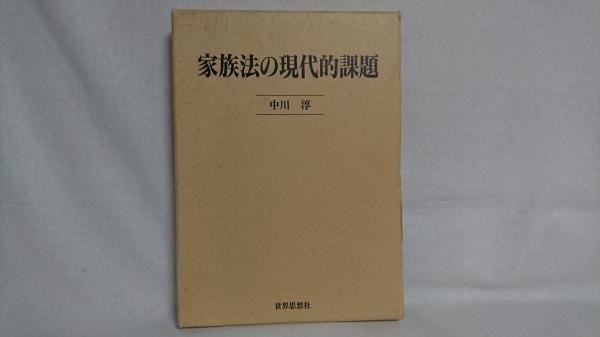 家族法の現代的課題
中川 淳
世界思想社